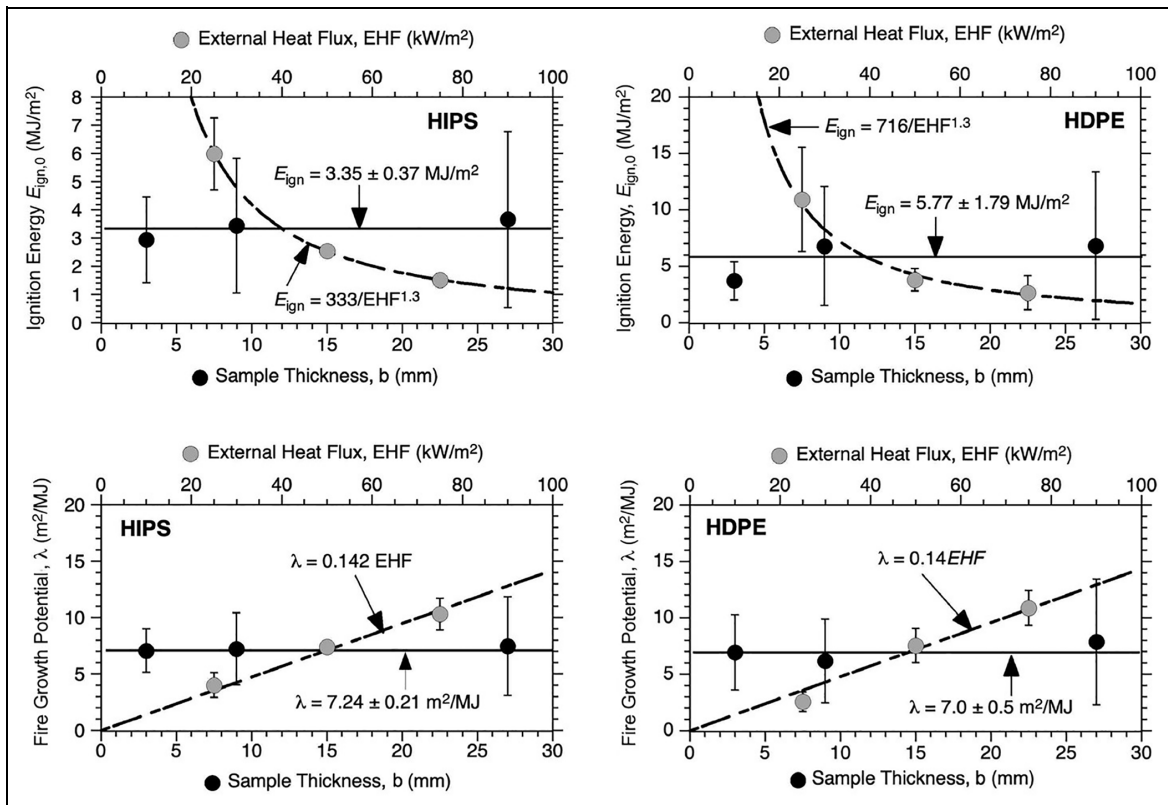 External Heat Flux, EHF (kW/m²)
0 20 40 60 80 100
Ignition Energy E_ign,0 (MJ/m²)
8
7
6
5
4
3
2
1
0
HIPS
E_ign = 3.35 ± 0.37 MJ/m²
E_ign = 333/EHF^1.3
0 5 10 15 20 25 30
Sample Thickness, b (mm)
External Heat Flux, EHF (kW/m²)
0 20 40 60 80 100
Ignition Energy, E_ign,0 (MJ/m²)
20
15
10
5
0
HDPE
E_ign = 716/EHF^1.3
E_ign = 5.77 ± 1.79 MJ/m²
0 5 10 15 20 25 30
Sample Thickness, b (mm)
External Heat Flux, EHF (kW/m²)
0 20 40 60 80 100
Fire Growth Potential, λ (m²/MJ)
20
15
10
5
0
HIPS
λ = 0.142 EHF
λ = 7.24 ± 0.21 m²/MJ
0 5 10 15 20 25 30
Sample Thickness, b (mm)
External Heat Flux, EHF (kW/m²)
0 20 40 60 80 100
Fire Growth Potential, λ (m²/MJ)
20
15
10
5
0
HDPE
λ = 0.14EHF
λ = 7.0 ± 0.5 m²/MJ
0 5 10 15 20 25 30
Sample Thickness, b (mm)